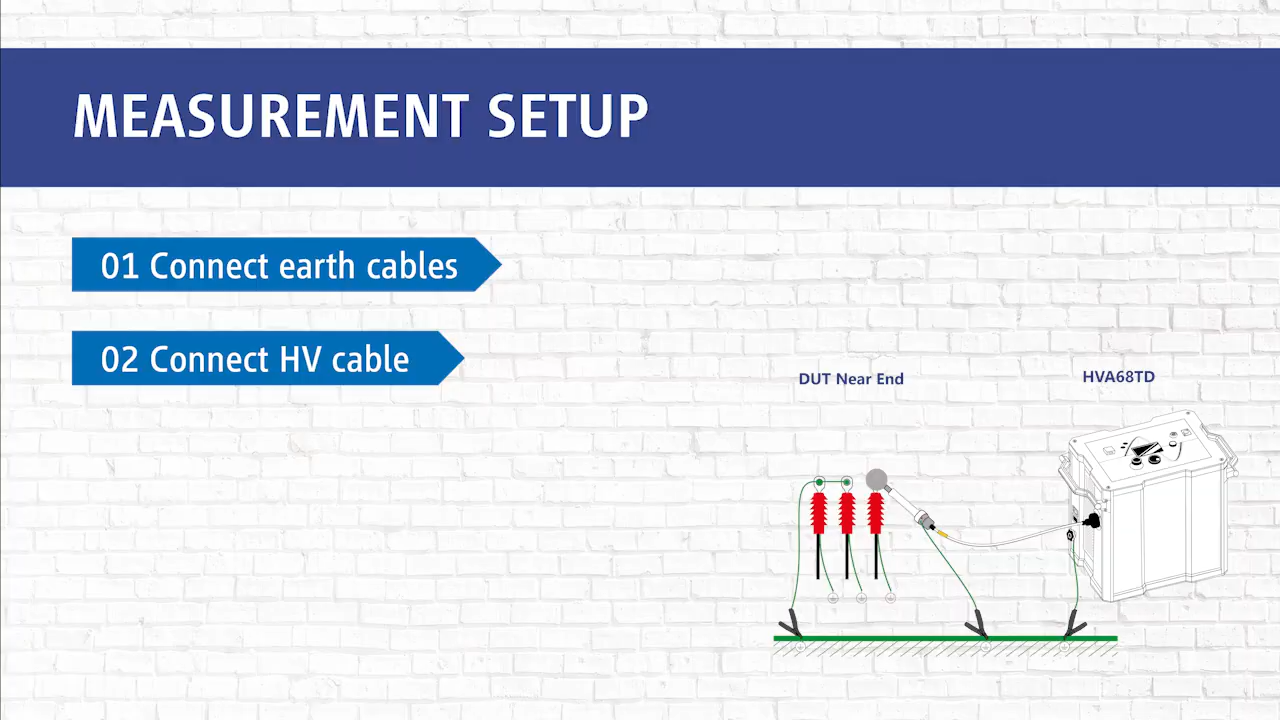 MEASUREMENT SETUP
01 Connect earth cables
02 Connect HV cable
DUT Near End
HVA68TD